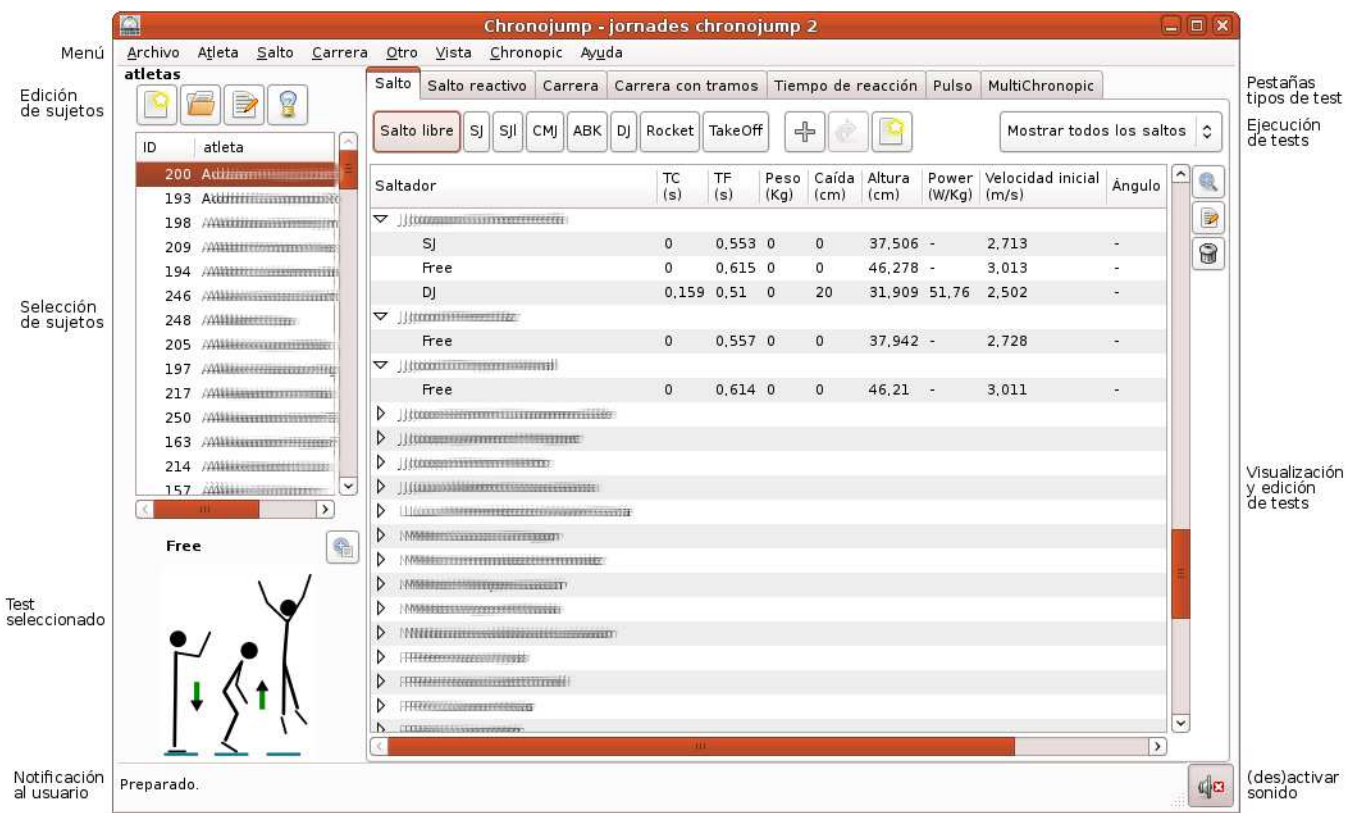 Chronojump - jornades chronojump 2
Menú
Archivo Atleta Salto Carrera Otro Vista Chronopic Ayuda
atletas
Edición
de sujetos
Salto Salto reactivo Carrera Carrera con tramos Tiempo de reacción Pulso MultiChronopic
Pestañas
tipos de test
Salto libre SJ SJl CMJ ABK DJ Rocket TakeOff Mostrar todos los saltos
Ejecución
de tests
ID atleta
200
193
198
209
194
246
248
205
197
217
250
163
214
157
Selección
de sujetos
Saltador TC (s) TF (s) Peso (Kg) Caída (cm) Altura (cm) Power (W/Kg) Velocidad inicial (m/s) Ángulo
SJ 0 0,553 0 0 37,506 - 2,713 -
Free 0 0,615 0 0 46,278 - 3,013 -
DJ 0,159 0,51 0 20 31,909 51,76 2,502 -
Free 0 0,557 0 0 37,942 - 2,728 -
Free 0 0,614 0 0 46,21 - 3,011 -
Visualización
y edición
de tests
Free
Test
seleccionado
Notificación
al usuario
Preparado.
(des)activar
sonido